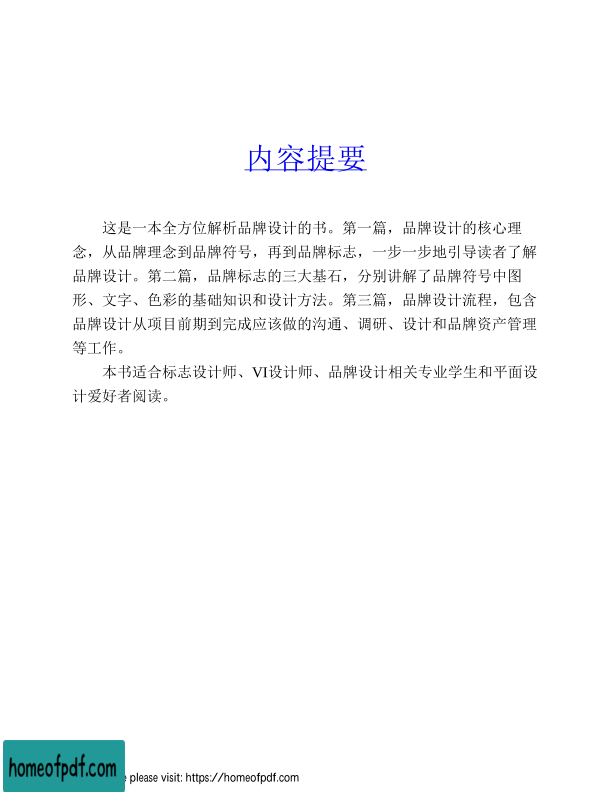 内容提要
这是一本全方位解析品牌设计的书。第一篇，品牌设计的核心理
念，从品牌理念到品牌符号，再到品牌标志，一步一步地引导读者了解
品牌设计。第二篇，品牌标志的三大基石，分别讲解了品牌符号中图
形、文字、色彩的基础知识和设计方法。第三篇，品牌设计流程，包含
品牌设计从项目前期到完成应该做的沟通、调研、设计和品牌资产管理
等工作。
本书适合标志设计师、VI设计师、品牌设计相关专业学生和平面设
计爱好者阅读。
homeofpdf.com
please visit: https://homeofpdf.com